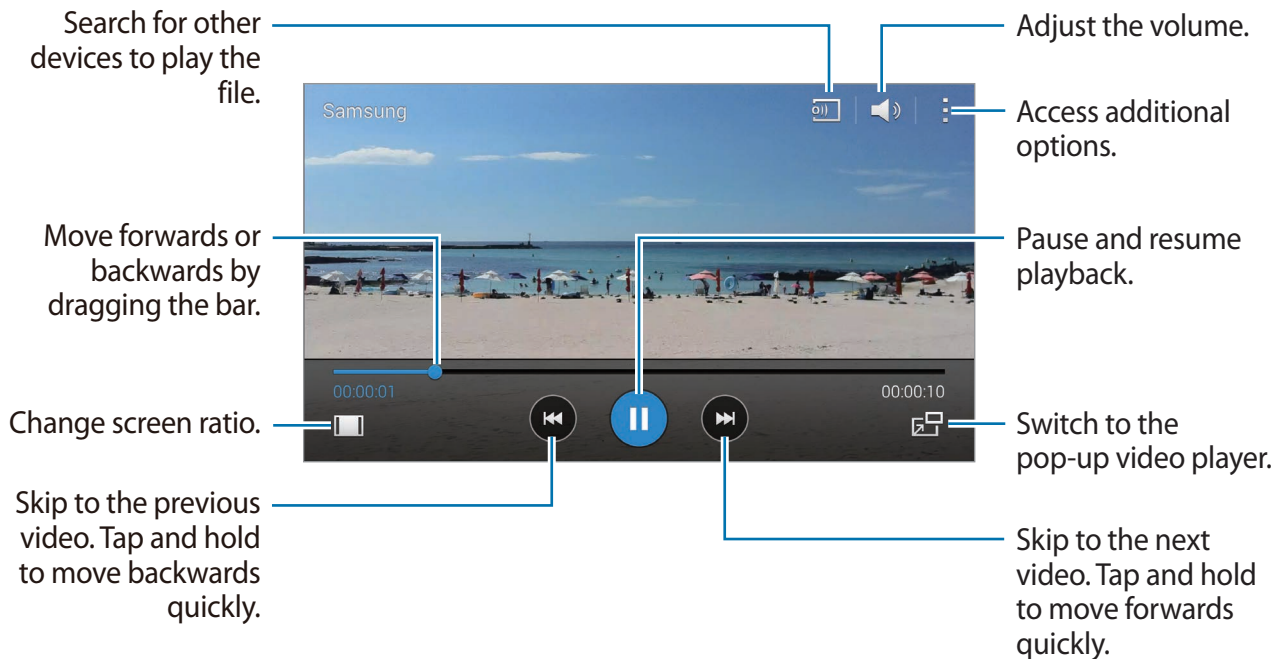 Search for other
devices to play the
file.
Adjust the volume.
Samsung
Access additional
options.
Move forwards or
backwards by
dragging the bar.
Pause and resume
playback.
00:00:01
00:00:10
Change screen ratio.
Switch to the
pop-up video player.
Skip to the previous
video. Tap and hold
to move backwards
quickly.
Skip to the next
video. Tap and hold
to move forwards
quickly.